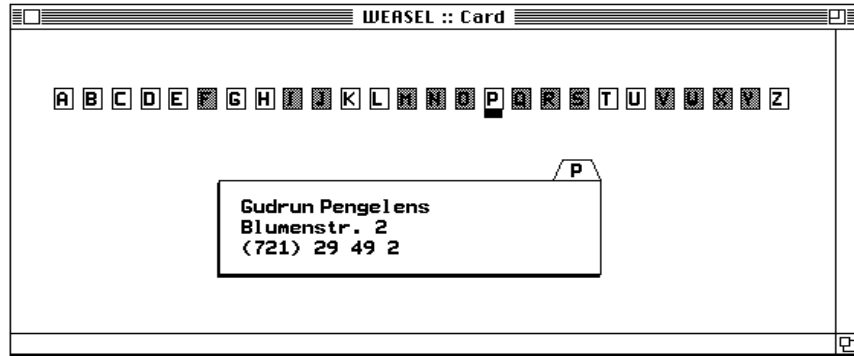 WEASEL :: Card
A B C D E F G H I J K L M N O P Q R S T U V W X Y Z
P
Gudrun Pengelens
Blumenstr. 2
(721) 29 49 2